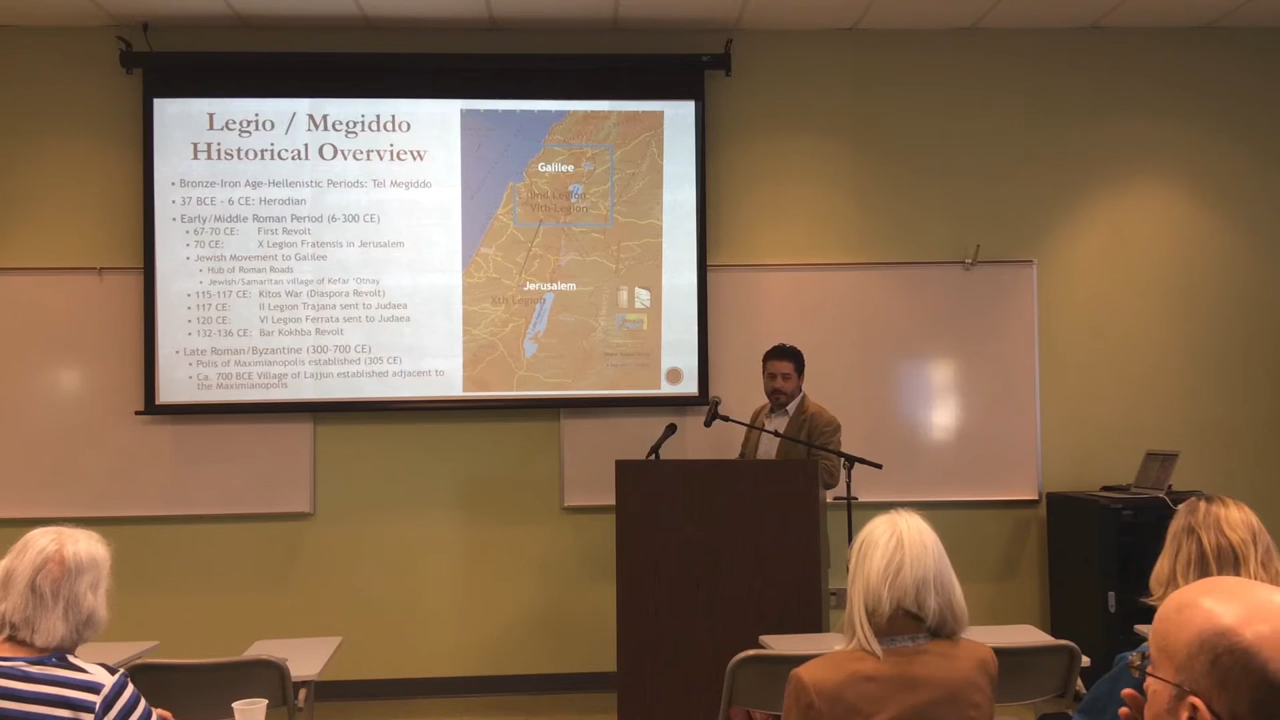 Legio / Megiddo
Historical Overview
Bronze-Iron Age-Hellenistic Periods: Tel Megiddo
37 BCE - 6 CE: Herodian
Early/Middle Roman Period (6-300 CE)
67-70 CE: First Revolt
70 CE: X Legion Fratensis in Jerusalem
Jewish Movement to Galilee
Hub of Roman Roads
Jewish/Samaritan village of Kefar 'Otnay
115-117 CE: Kitos War (Diaspora Revolt)
117 CE: II Legion Trajana sent to Judaea
120 CE: VI Legion Ferrata sent to Judaea
132-136 CE: Bar Kokhba Revolt
Late Roman/Byzantine (300-700 CE)
Polis of Maximianopolis established (305 CE)
Ca. 700 BCE Village of Lajjun established adjacent to
the Maximianopolis
Galilee
Legion
VIth Legion
Jerusalem
Xth Legion